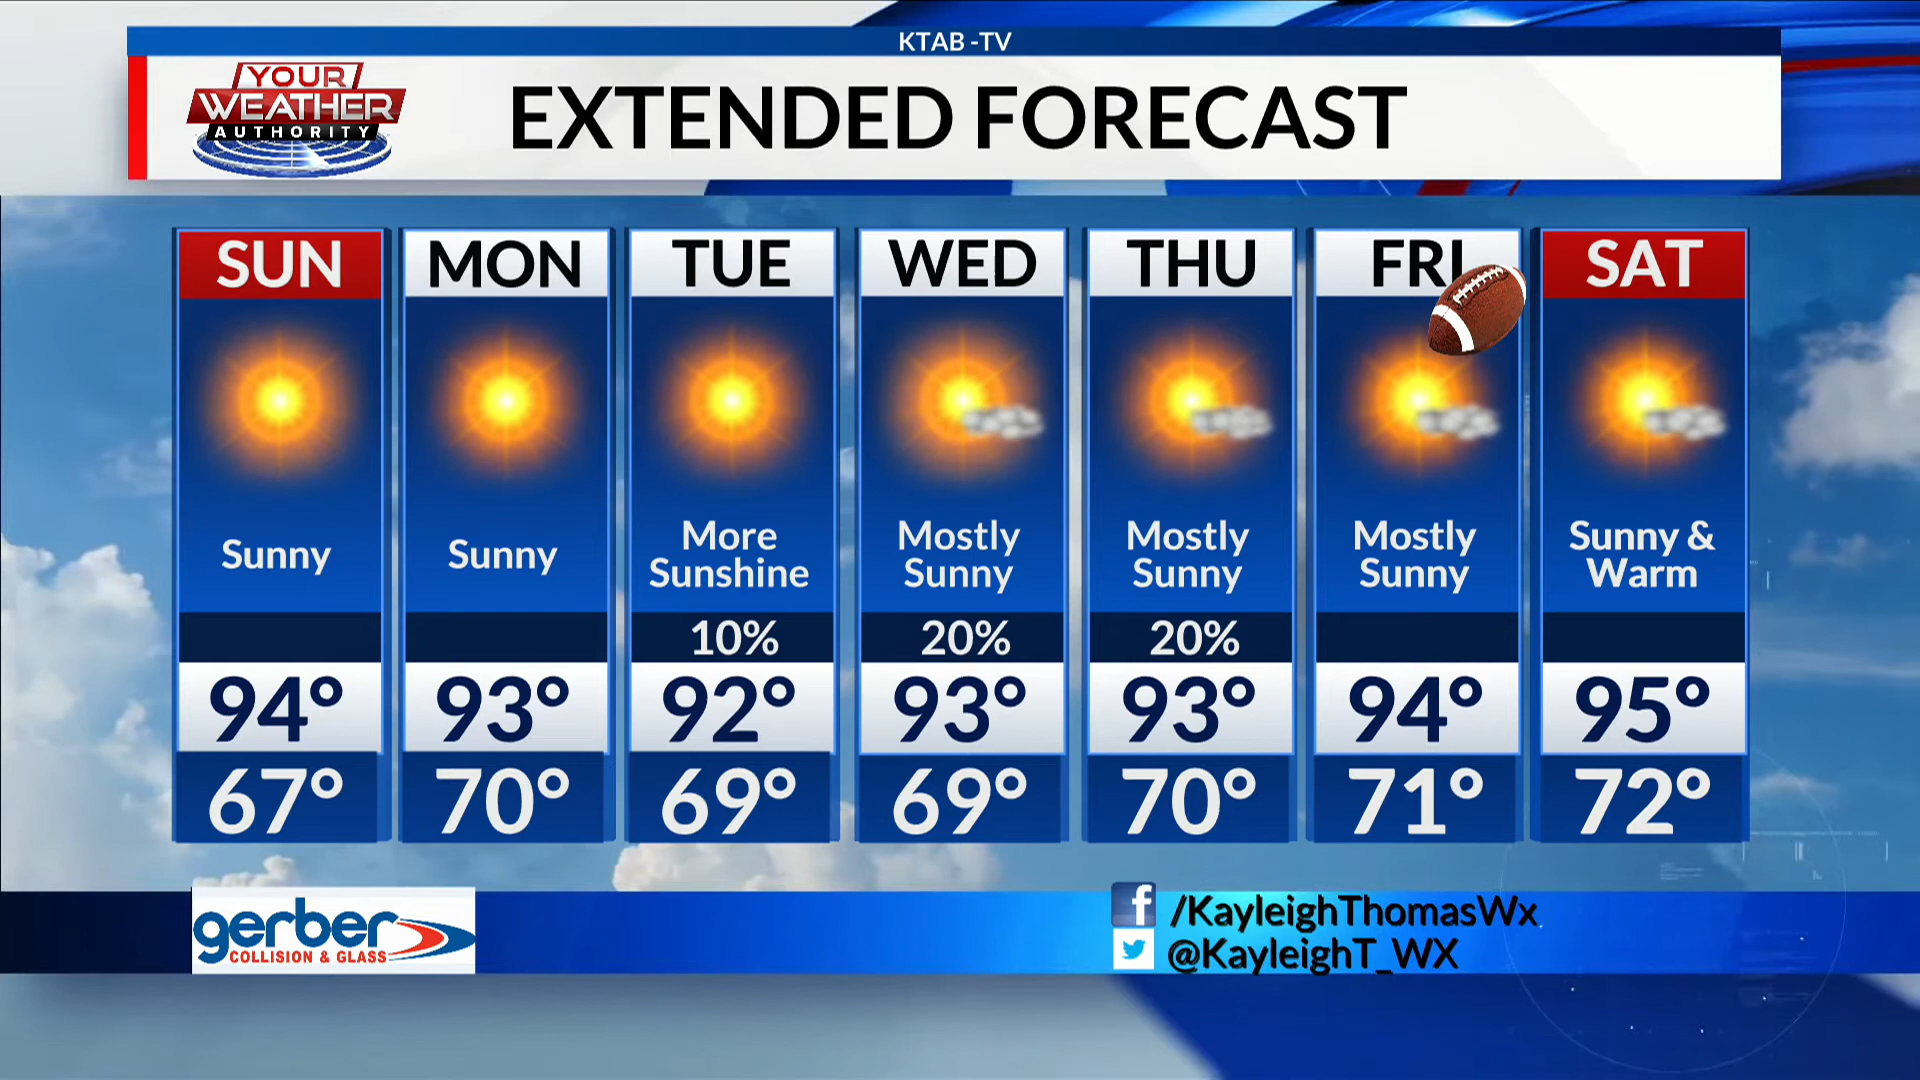 KTAB -TV
YOUR
WEATHER
AUTHORITY
EXTENDED FORECAST
SUN
MON
TUE
WED
THU
FRI
SAT
Sunny
Sunny
More
Sunshine
Mostly
Sunny
Mostly
Sunny
Mostly
Sunny
Sunny &
Warm
10%
20%
20%
94°
93°
92°
93°
93°
94°
95°
67°
70°
69°
69°
70°
71°
72°
gerber
COLLISION & GLASS
f /KayleighThomasWx
@KayleighT_WX